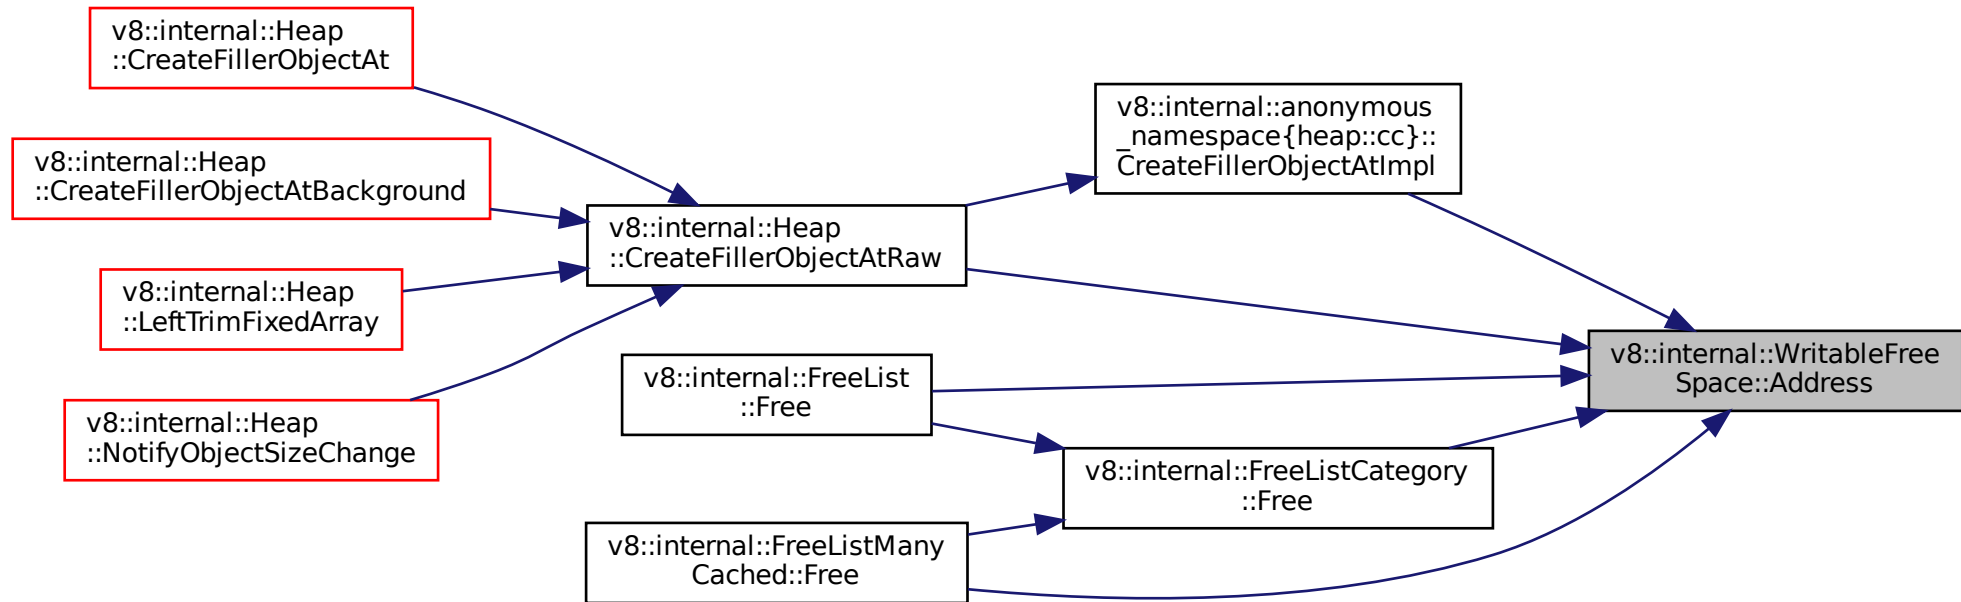 v8::internal::Heap
::CreateFillerObjectAt
v8::internal::Heap
::CreateFillerObjectAtBackground
v8::internal::Heap
::LeftTrimFixedArray
v8::internal::Heap
::NotifyObjectSizeChange
v8::internal::Heap
::CreateFillerObjectAtRaw
v8::internal::FreeList
::Free
v8::internal::FreeListMany
Cached::Free
v8::internal::anonymous
_namespace{heap::cc}::
CreateFillerObjectAtImpl
v8::internal::FreeListCategory
::Free
v8::internal::WritableFree
Space::Address